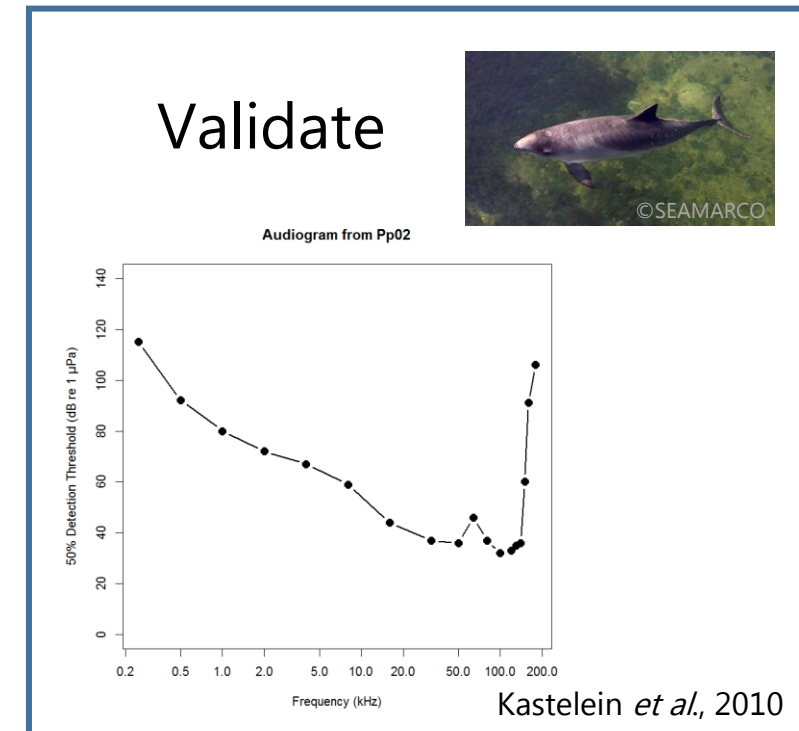 Validate
©SEAMARCO
Audiogram from Pp02
50% Detection Threshold (dB re 1 µPa)
140
120
100
80
60
40
20
0
0.2 0.5 1.0 2.0 5.0 10.0 20.0 50.0 100.0 200.0
Frequency (kHz)
Kastelein et al., 2010